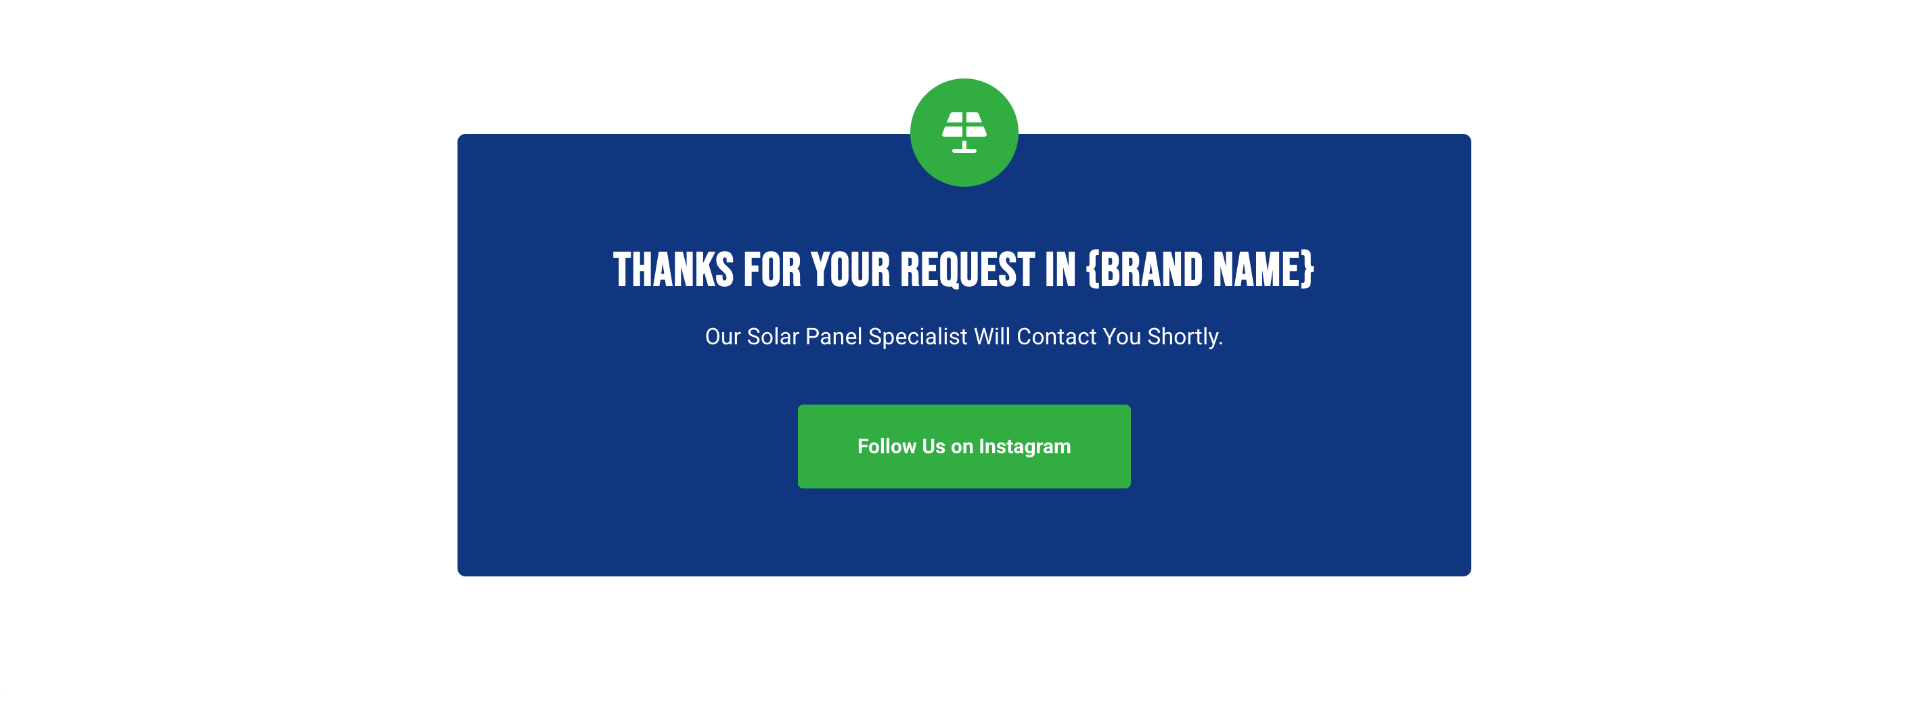 THANKS FOR YOUR REQUEST IN {BRAND NAME}
Our Solar Panel Specialist Will Contact You Shortly.
Follow Us on Instagram